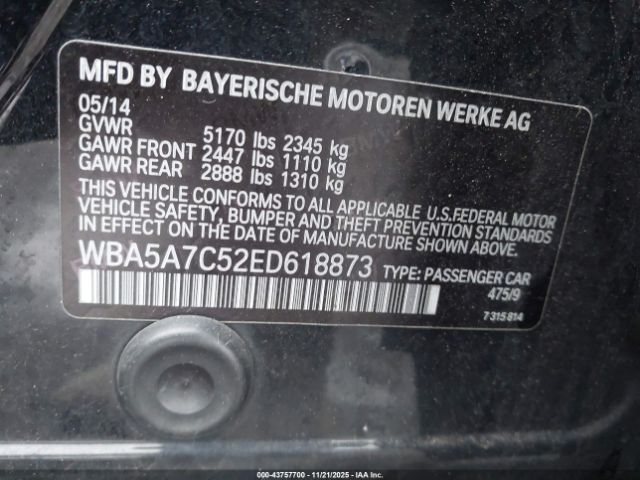 MFD BY BAYERISCHE MOTOREN WERKE AG
05/14
GVWR 5170 lbs 2345 kg
GAWR FRONT 2447 lbs 1110 kg
GAWR REAR 2888 lbs 1310 kg
THIS VEHICLE CONFORMS TO ALL APPLICABLE U.S.FEDERAL MOTOR
VEHICLE SAFETY, BUMPER AND THEFT PREVENTION STANDARDS
IN EFFECT ON THE DATE OF MANUFACTURE SHOWN ABOVE.
WBA5A7C52ED618873 TYPE: PASSENGER CAR
475/9
7 315 814
000-43757700 - 11/21/2025 - IAA Inc.